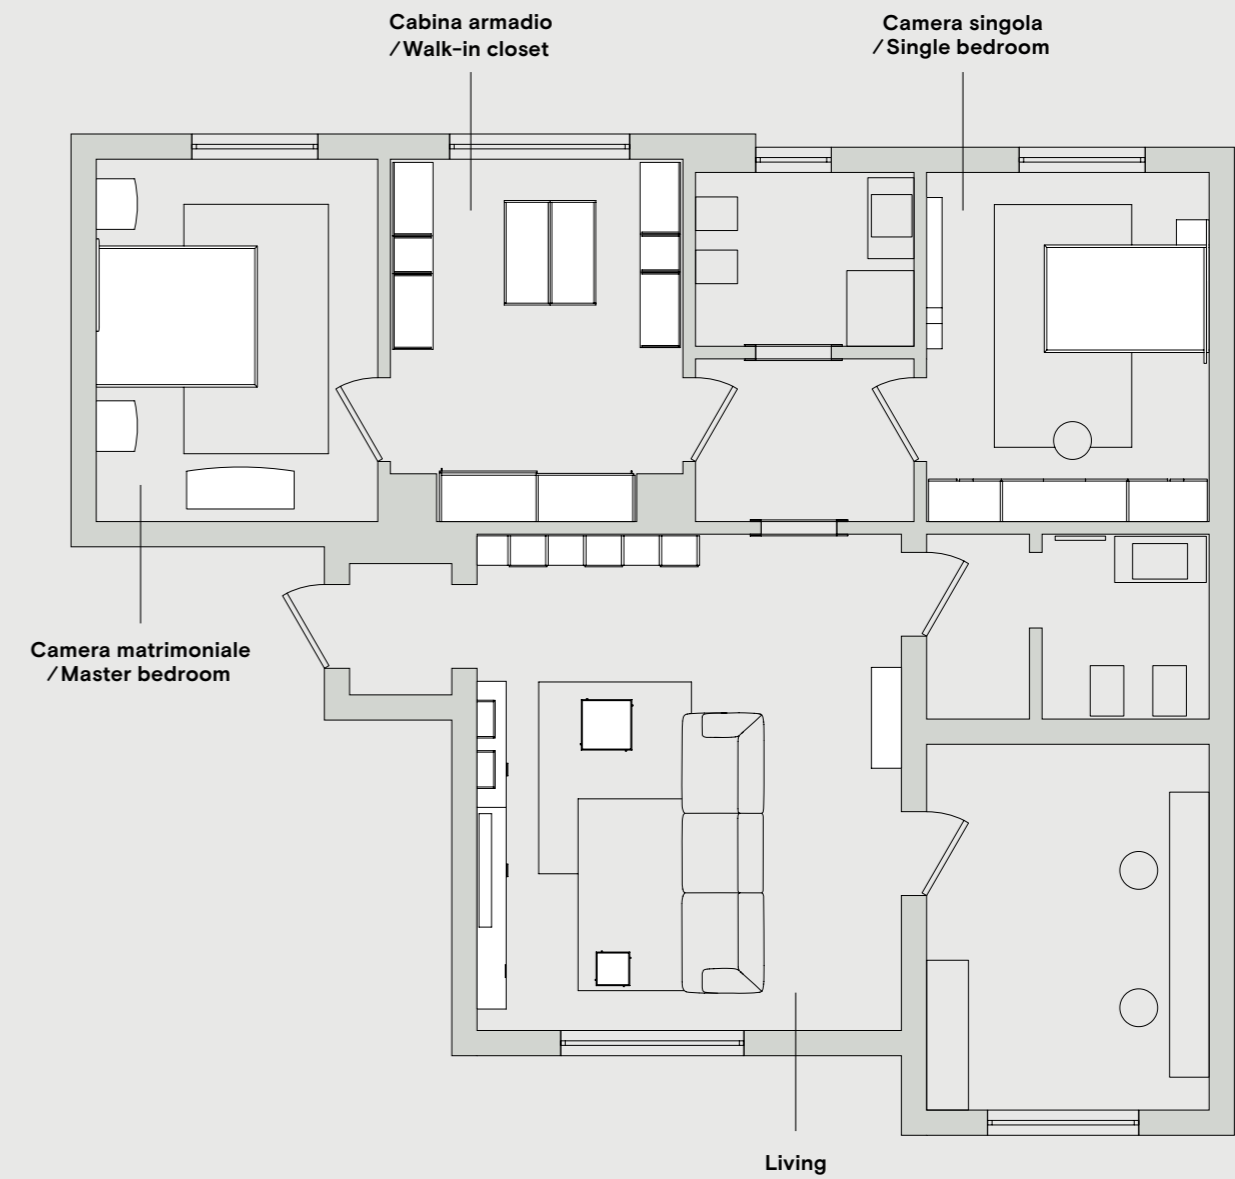 Cabina armadio
/Walk-in closet
Camera singola
/Single bedroom
Camera matrimoniale
/Master bedroom
Living